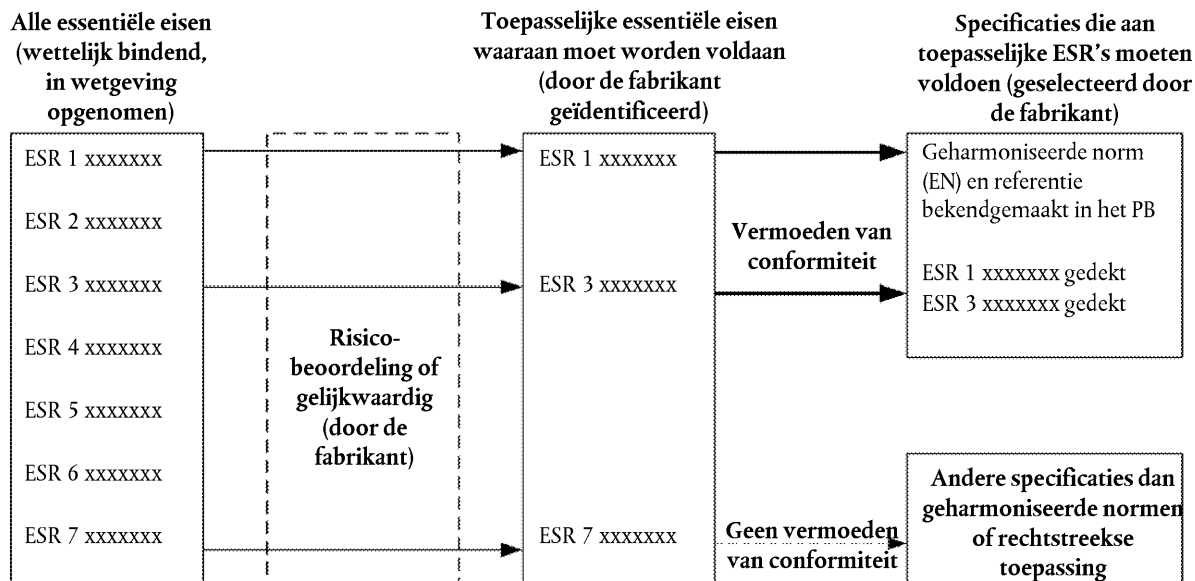 Alle essentiële eisen
(wettelijk bindend,
in wetgeving
opgenomen)
Toepasselijke essentiële eisen
waaraan moet worden voldaan
(door de fabrikant
geïdentificeerd)
Specificaties die aan
toepasselijke ESR's moeten
voldoen (geselecteerd door
de fabrikant)
ESR 1 xxxxxxx
ESR 2 xxxxxxx
ESR 3 xxxxxxx
ESR 4 xxxxxxx
ESR 5 xxxxxxx
ESR 6 xxxxxxx
ESR 7 xxxxxxx
Risico-
beoordeling of
gelijkwaardig
(door de
fabrikant)
ESR 1 xxxxxxx
ESR 3 xxxxxxx
ESR 7 xxxxxxx
Vermoeden van
conformiteit
Geen vermoeden
van conformiteit
Geharmoniseerde norm
(EN) en referentie
bekendgemaakt in het PB
ESR 1 xxxxxxx gedekt
ESR 3 xxxxxxx gedekt
Andere specificaties dan
geharmoniseerde normen
of rechtstreekse
toepassing